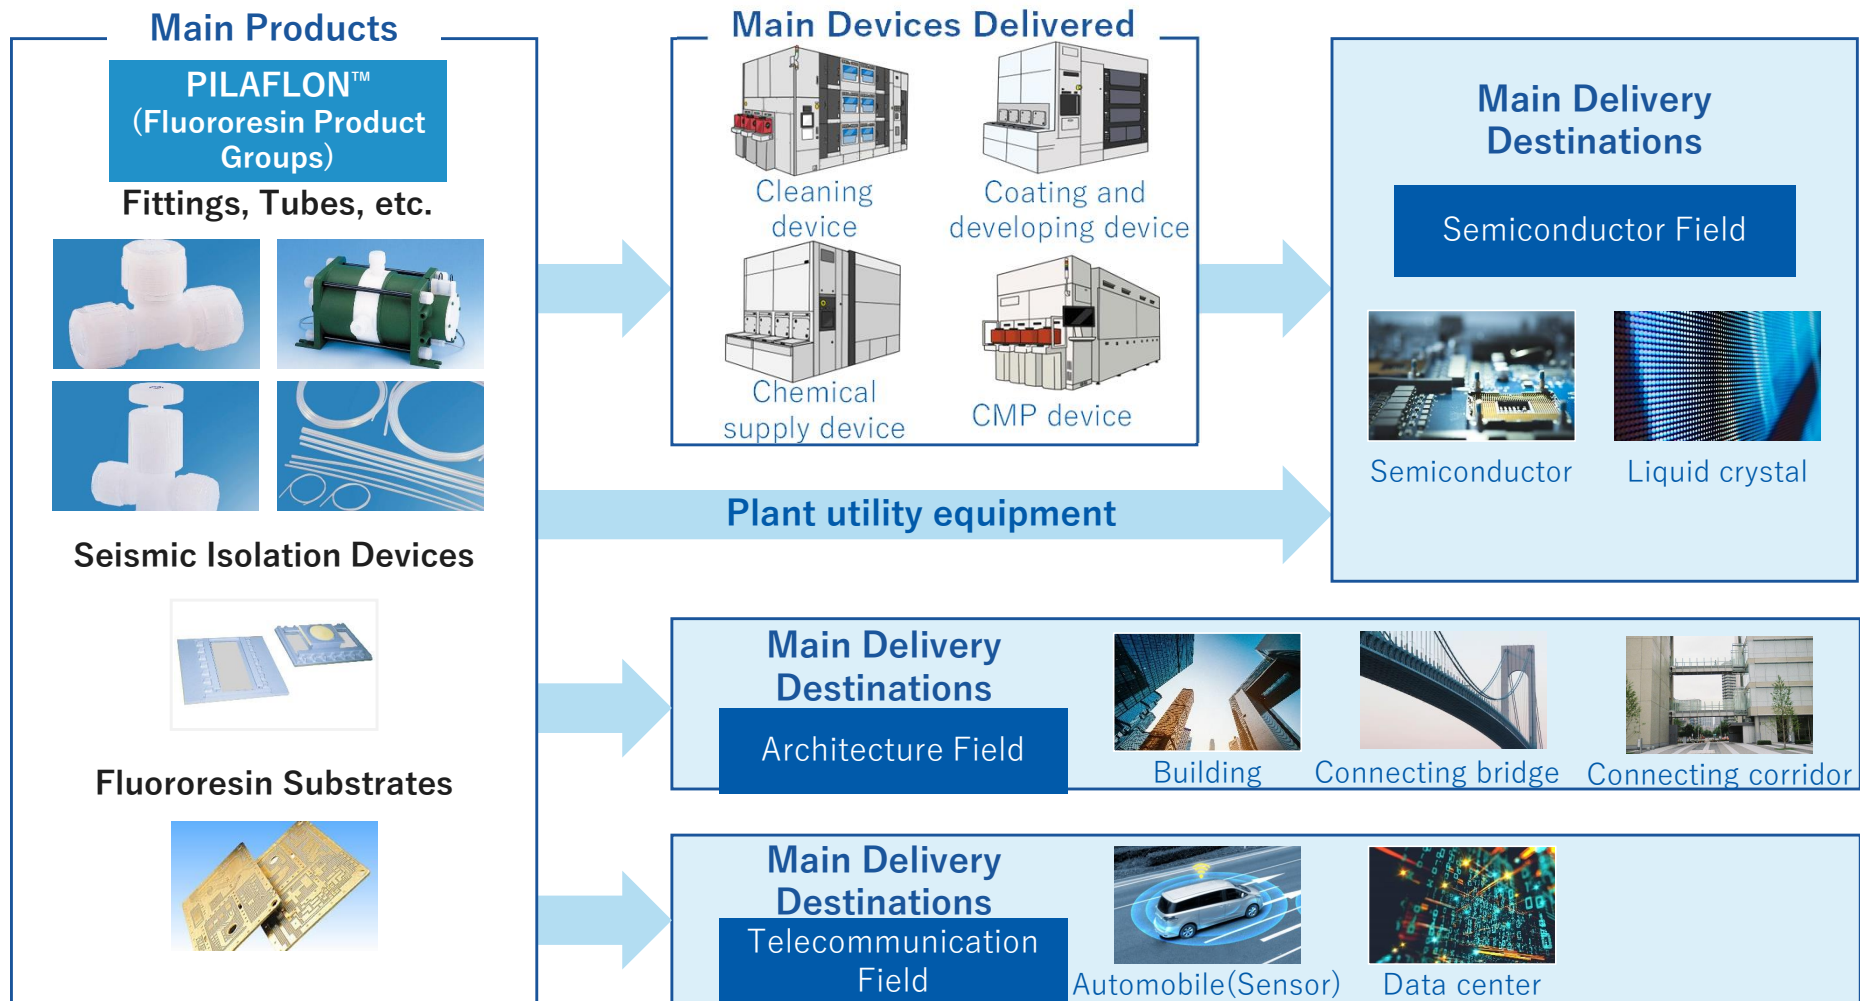 Main Products
PILAFLON™
(Fluororesin Product
Groups)
Fittings, Tubes, etc.
Seismic Isolation Devices
Fluororesin Substrates
Main Devices Delivered
Cleaning
device
Coating and
developing device
Chemical
supply device
CMP device
Plant utility equipment
Main Delivery
Destinations
Semiconductor Field
Semiconductor
Liquid crystal
Main Delivery
Destinations
Architecture Field
Building
Connecting bridge
Connecting corridor
Main Delivery
Destinations
Telecommunication
Field
Automobile(Sensor)
Data center